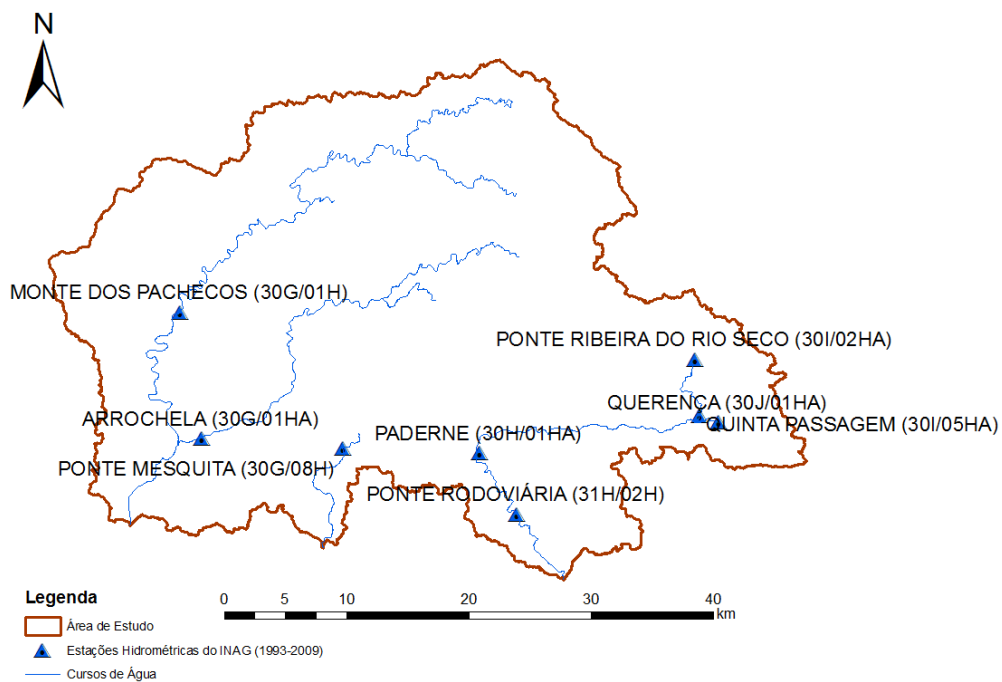 N
MONTE DOS PACHECOS (30G/01H)
PONTE RIBEIRA DO RIO SECO (30I/02HA)
QUERENÇA (30J/01HA)
ARROCHELA (30G/01HA)
QUINTA PASSAGEM (30I/05HA)
PADERNE (30H/01HA)
PONTE MESQUITA (30G/08H)
PONTE RODOVIÁRIA (31H/02H)
Legenda
0 5 10 20 30 40
km
Área de Estudo
Estações Hidrométricas do INAG (1993-2009)
Cursos de Água